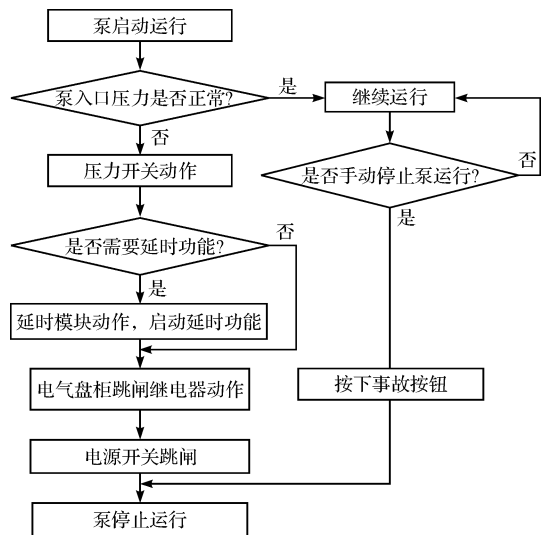 泵启动运行
泵入口压力是否正常?
是
继续运行
否
压力开关动作
是否手动停止泵运行?
否
是
是否需要延时功能?
否
是
延时模块动作，启动延时功能
电气盘柜跳闸继电器动作
按下事故按钮
电源开关跳闸
泵停止运行